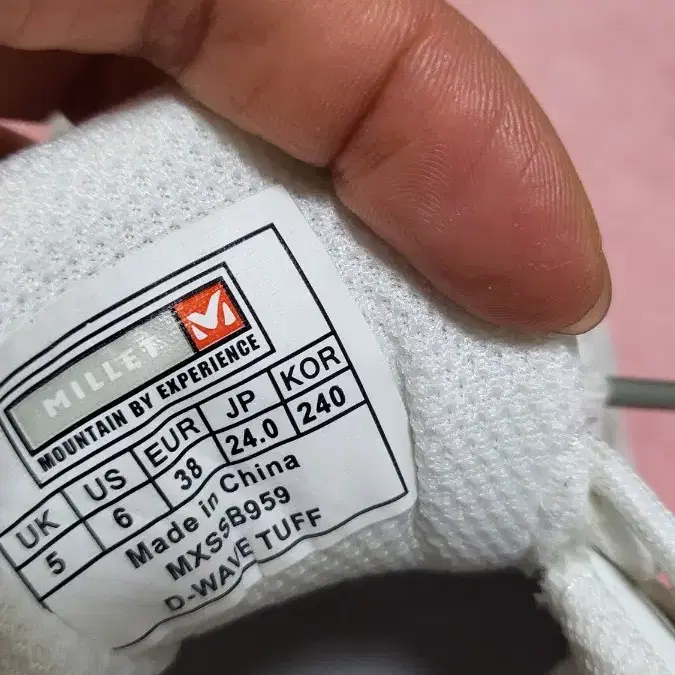 MILLET M
MOUNTAIN BY EXPERIENCE
UK US EUR JP KOR
5 6 38 24.0 240
Made in China
MXSSB959
D-WAVE TUFF